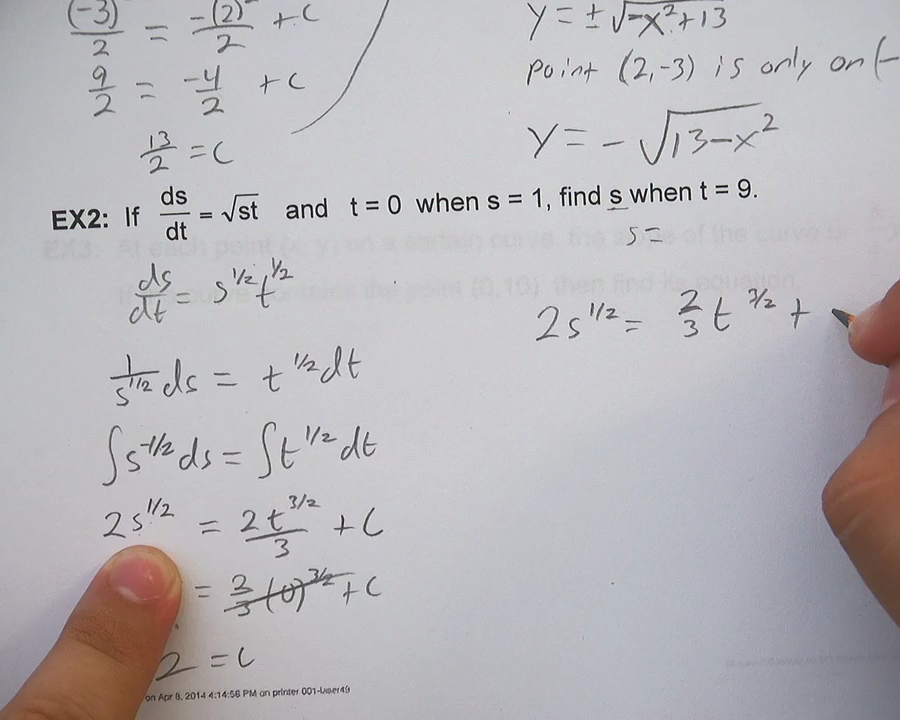 (-3)/2 = -(2)/2 + C
9/2 = -4/2 + C
13/2 = C
y = ± √-x²+13
point (2,-3) is only on (-
y = - √13-x²
EX2: If ds/dt = √st and t = 0 when s = 1, find s when t = 9.
s=
ds/dt = s^1/2 t^1/2
1/s^1/2 ds = t^1/2 dt
∫s^-1/2 ds = ∫t^1/2 dt
2s^1/2 = 2t^3/2/3 + C
= 2/3 (0)^3/2 + C
2 = C
2s^1/2 = 2/3 t^3/2 +
on Apr 8, 2014 4:14:56 PM on printer 001-User49